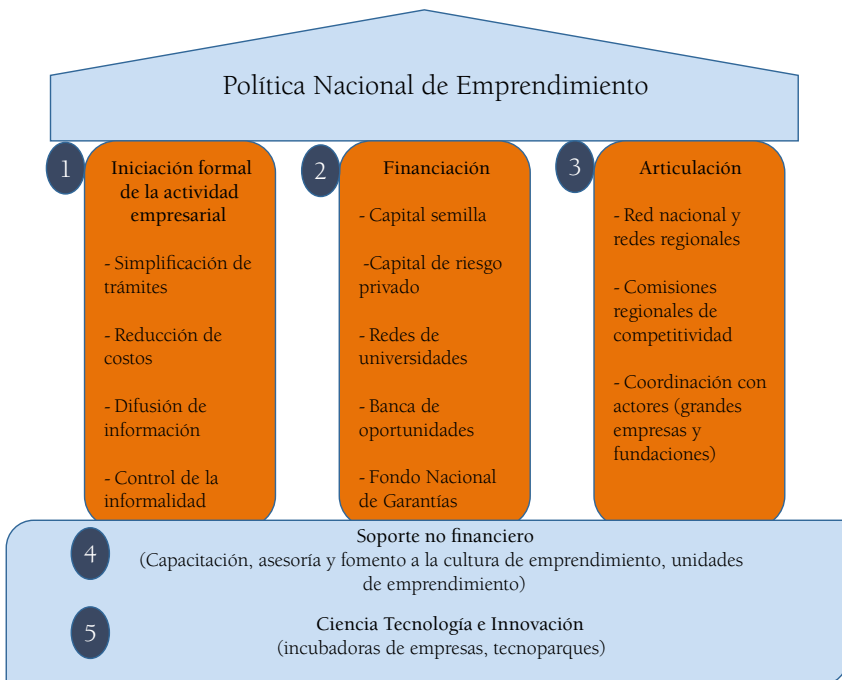 Política Nacional de Emprendimiento
1
Iniciación formal
de la actividad
empresarial
- Simplificación de
trámites
- Reducción de
costos
- Difusión de
información
- Control de la
informalidad
2
Financiación
- Capital semilla
-Capital de riesgo
privado
- Redes de
universidades
- Banca de
oportunidades
- Fondo Nacional
de Garantías
3
Articulación
- Red nacional y
redes regionales
- Comisiones
regionales de
competitividad
- Coordinación con
actores (grandes
empresas y
fundaciones)
4
Soporte no financiero
(Capacitación, asesoría y fomento a la cultura de emprendimiento, unidades
de emprendimiento)
5
Ciencia Tecnología e Innovación
(incubadoras de empresas, tecnoparques)